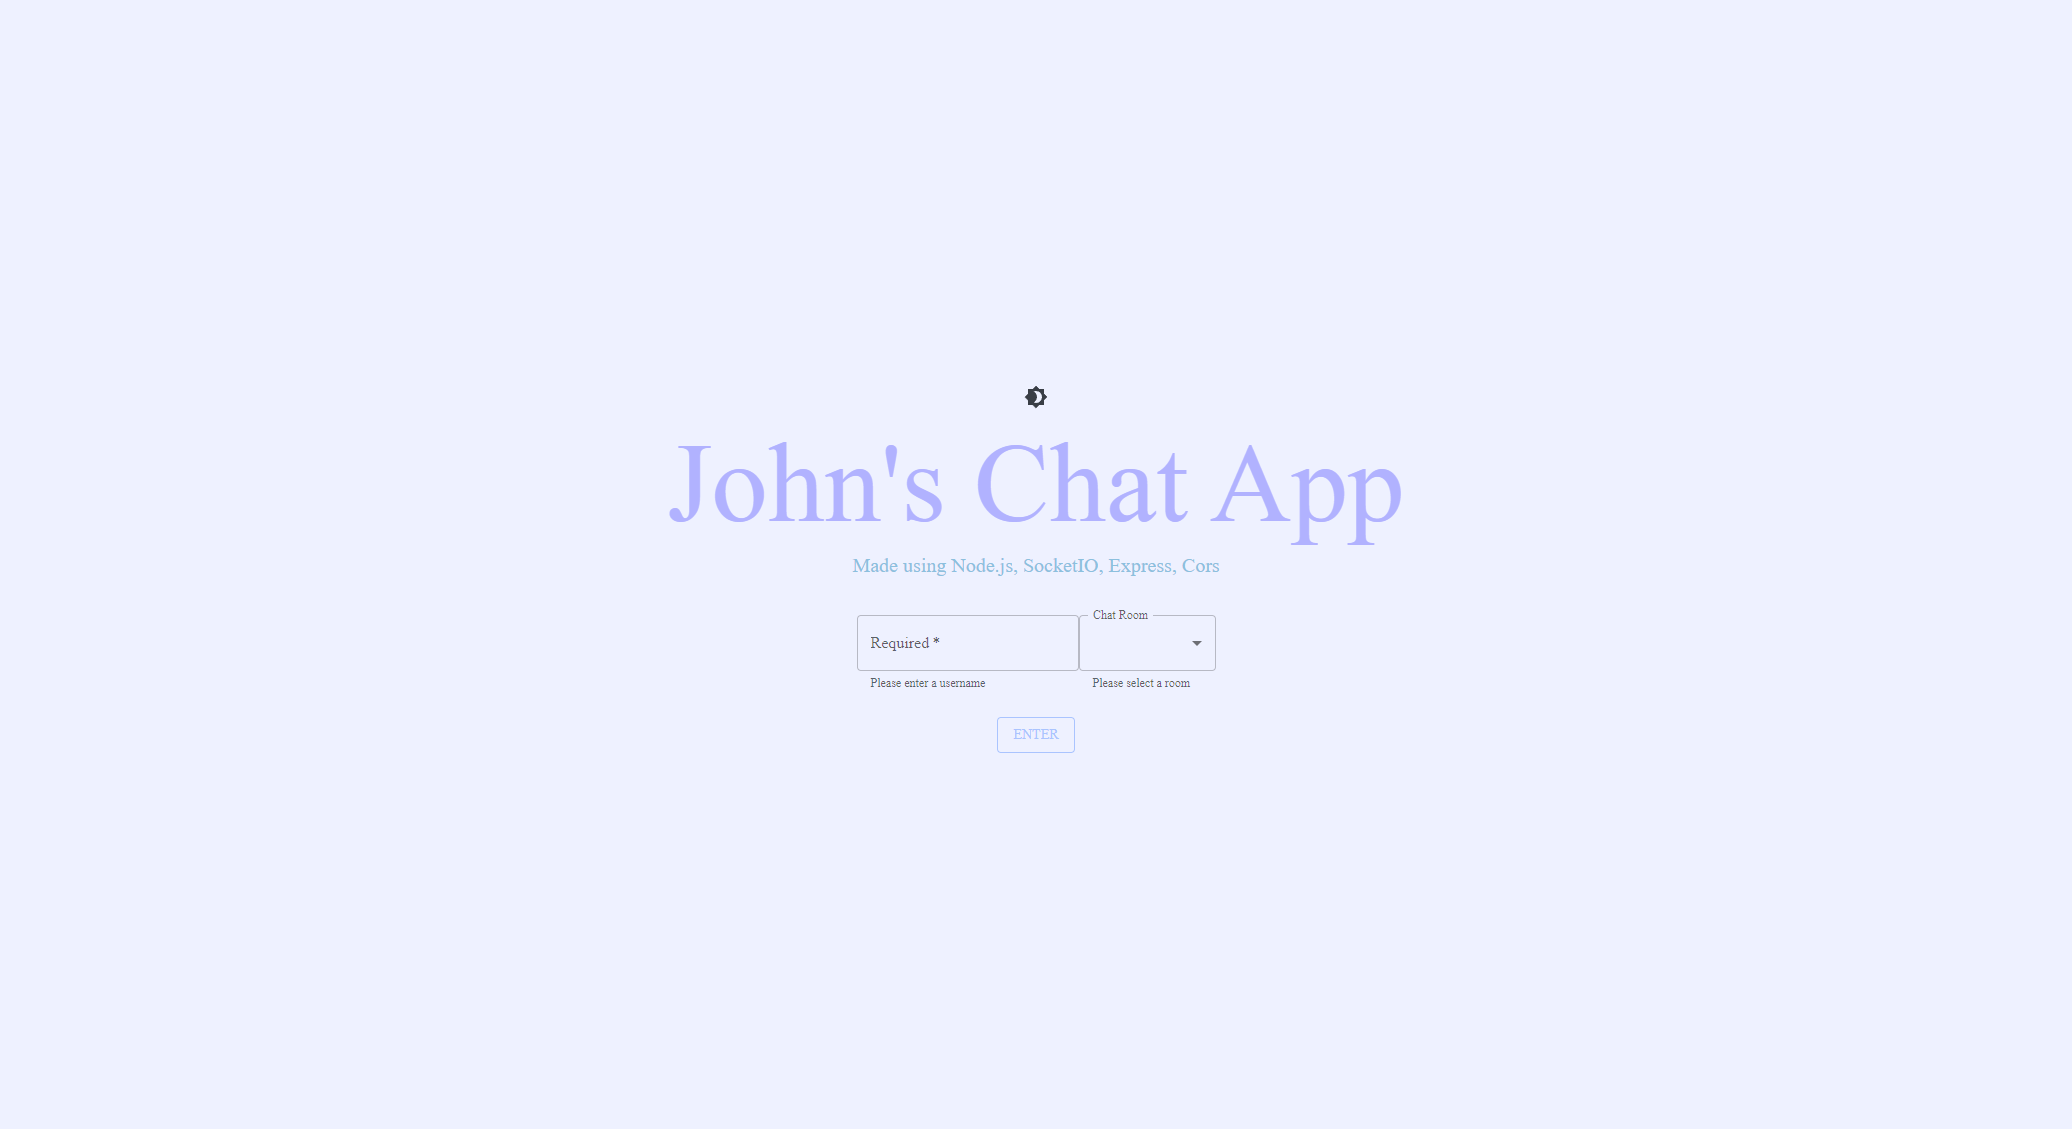 John's Chat App
Made using Node.js, SocketIO, Express, Cors
Chat Room
Required *
Please enter a username
Please select a room
ENTER